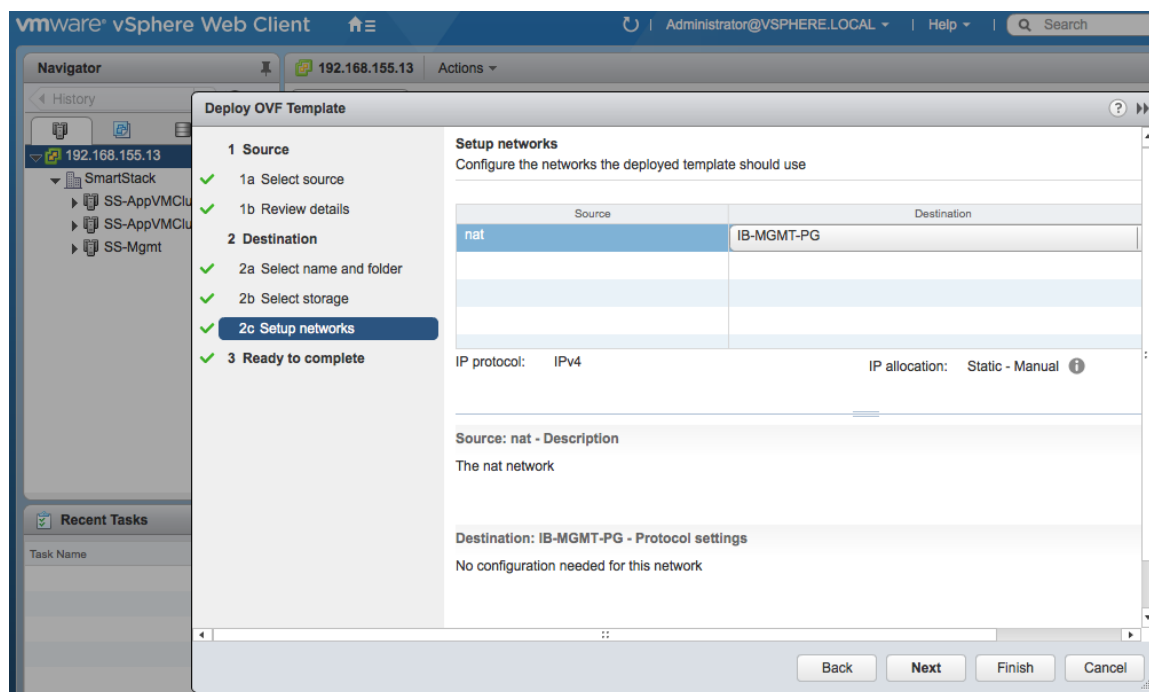 vmware® vSphere Web Client
Administrator@VSPHERE.LOCAL
Help
Search
Navigator
192.168.155.13
Actions
History
Deploy OVF Template
192.168.155.13
SmartStack
SS-AppVMClu
SS-AppVMClu
SS-Mgmt
1 Source
1a Select source
1b Review details
2 Destination
2a Select name and folder
2b Select storage
2c Setup networks
3 Ready to complete
Setup networks
Configure the networks the deployed template should use
Source Destination
nat IB-MGMT-PG
IP protocol: IPv4 IP allocation: Static - Manual
Source: nat - Description
The nat network
Destination: IB-MGMT-PG - Protocol settings
No configuration needed for this network
Recent Tasks
Task Name
Back Next Finish Cancel